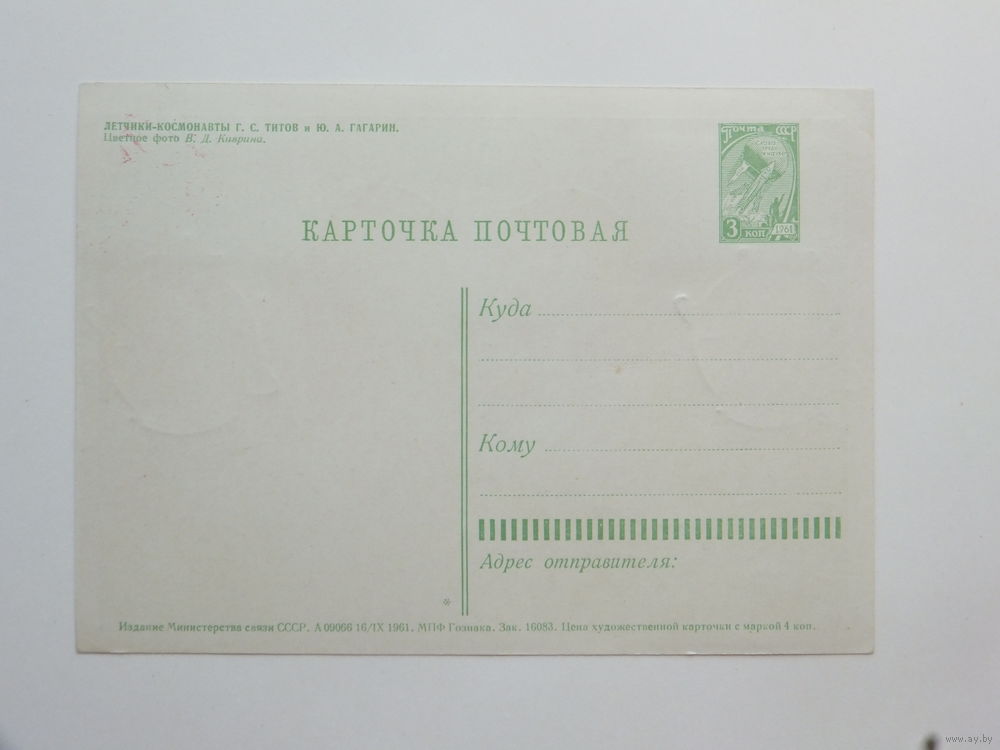 ЛЕТЧИКИ-КОСМОНАВТЫ Г. С. ТИТОВ и Ю. А. ГАГАРИН.
Цветное фото В. Д. Каврина.
Почта СССР
3 КОП 1961
КАРТОЧКА ПОЧТОВАЯ
Куда
Кому
Адрес отправителя:
*
Издание Министерства связи СССР. А 09066 16/IX 1961. МПФ Гознака. Зак. 16083. Цена художественной карточки с маркой 4 коп.
www.ay.by